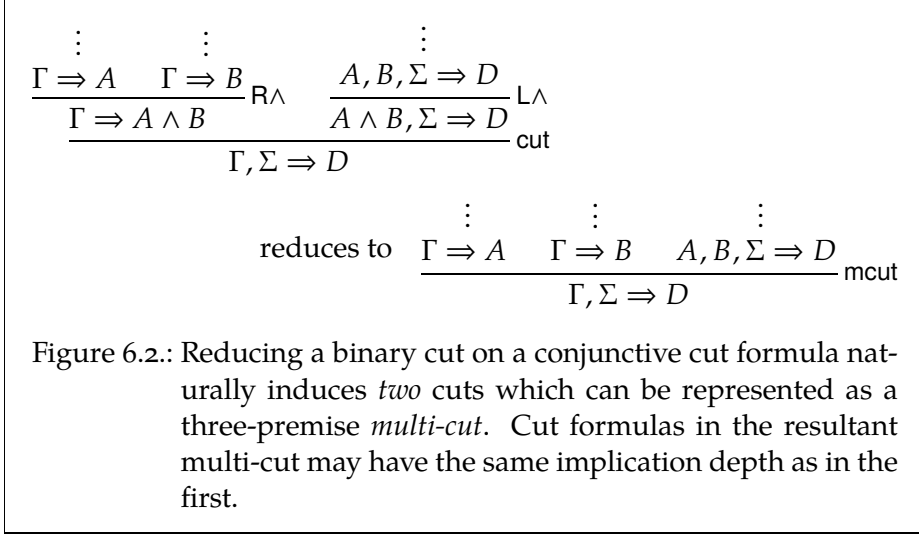 ⋮ ⋮ ⋮
Γ ⇒ A Γ ⇒ B R∧ A, B, Σ ⇒ D L∧
Γ ⇒ A ∧ B A ∧ B, Σ ⇒ D cut
Γ, Σ ⇒ D
⋮ ⋮ ⋮
reduces to Γ ⇒ A Γ ⇒ B A, B, Σ ⇒ D mcut
Γ, Σ ⇒ D
Figure 6.2.: Reducing a binary cut on a conjunctive cut formula nat-
urally induces two cuts which can be represented as a
three-premise multi-cut. Cut formulas in the resultant
multi-cut may have the same implication depth as in the
first.